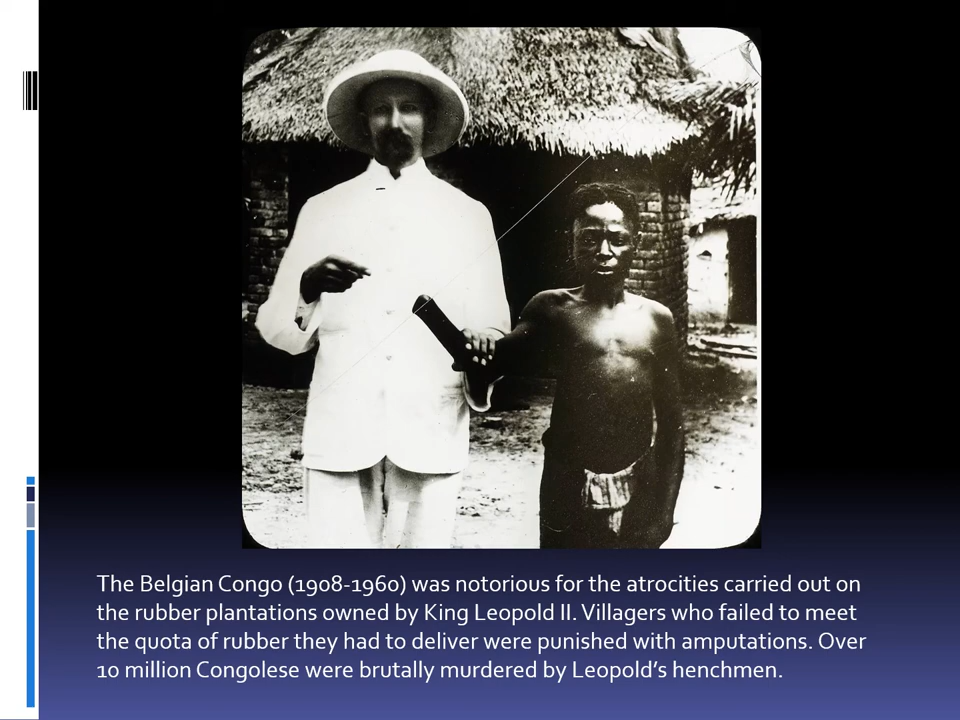 The Belgian Congo (1908-1960) was notorious for the atrocities carried out on
the rubber plantations owned by King Leopold II. Villagers who failed to meet
the quota of rubber they had to deliver were punished with amputations. Over
10 million Congolese were brutally murdered by Leopold’s henchmen.